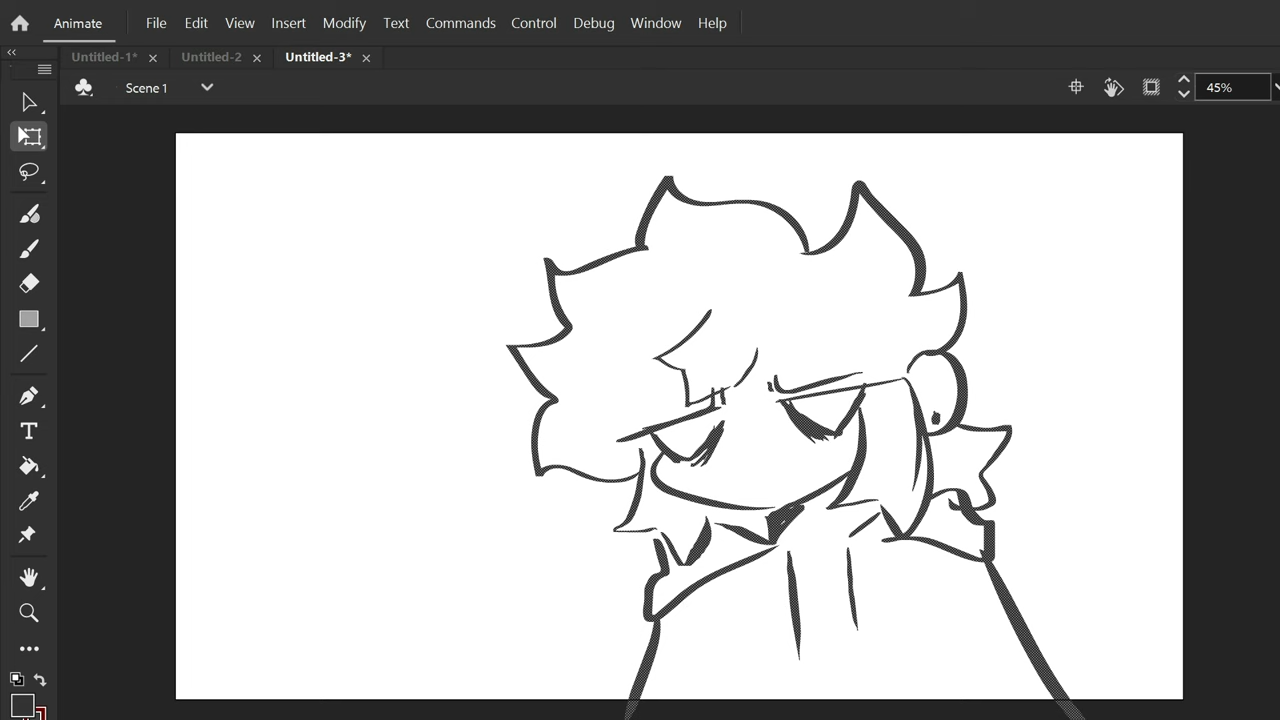 Animate File Edit View Insert Modify Text Commands Control Debug Window Help
Untitled-1* Untitled-2 Untitled-3*
Scene 1 45%
T